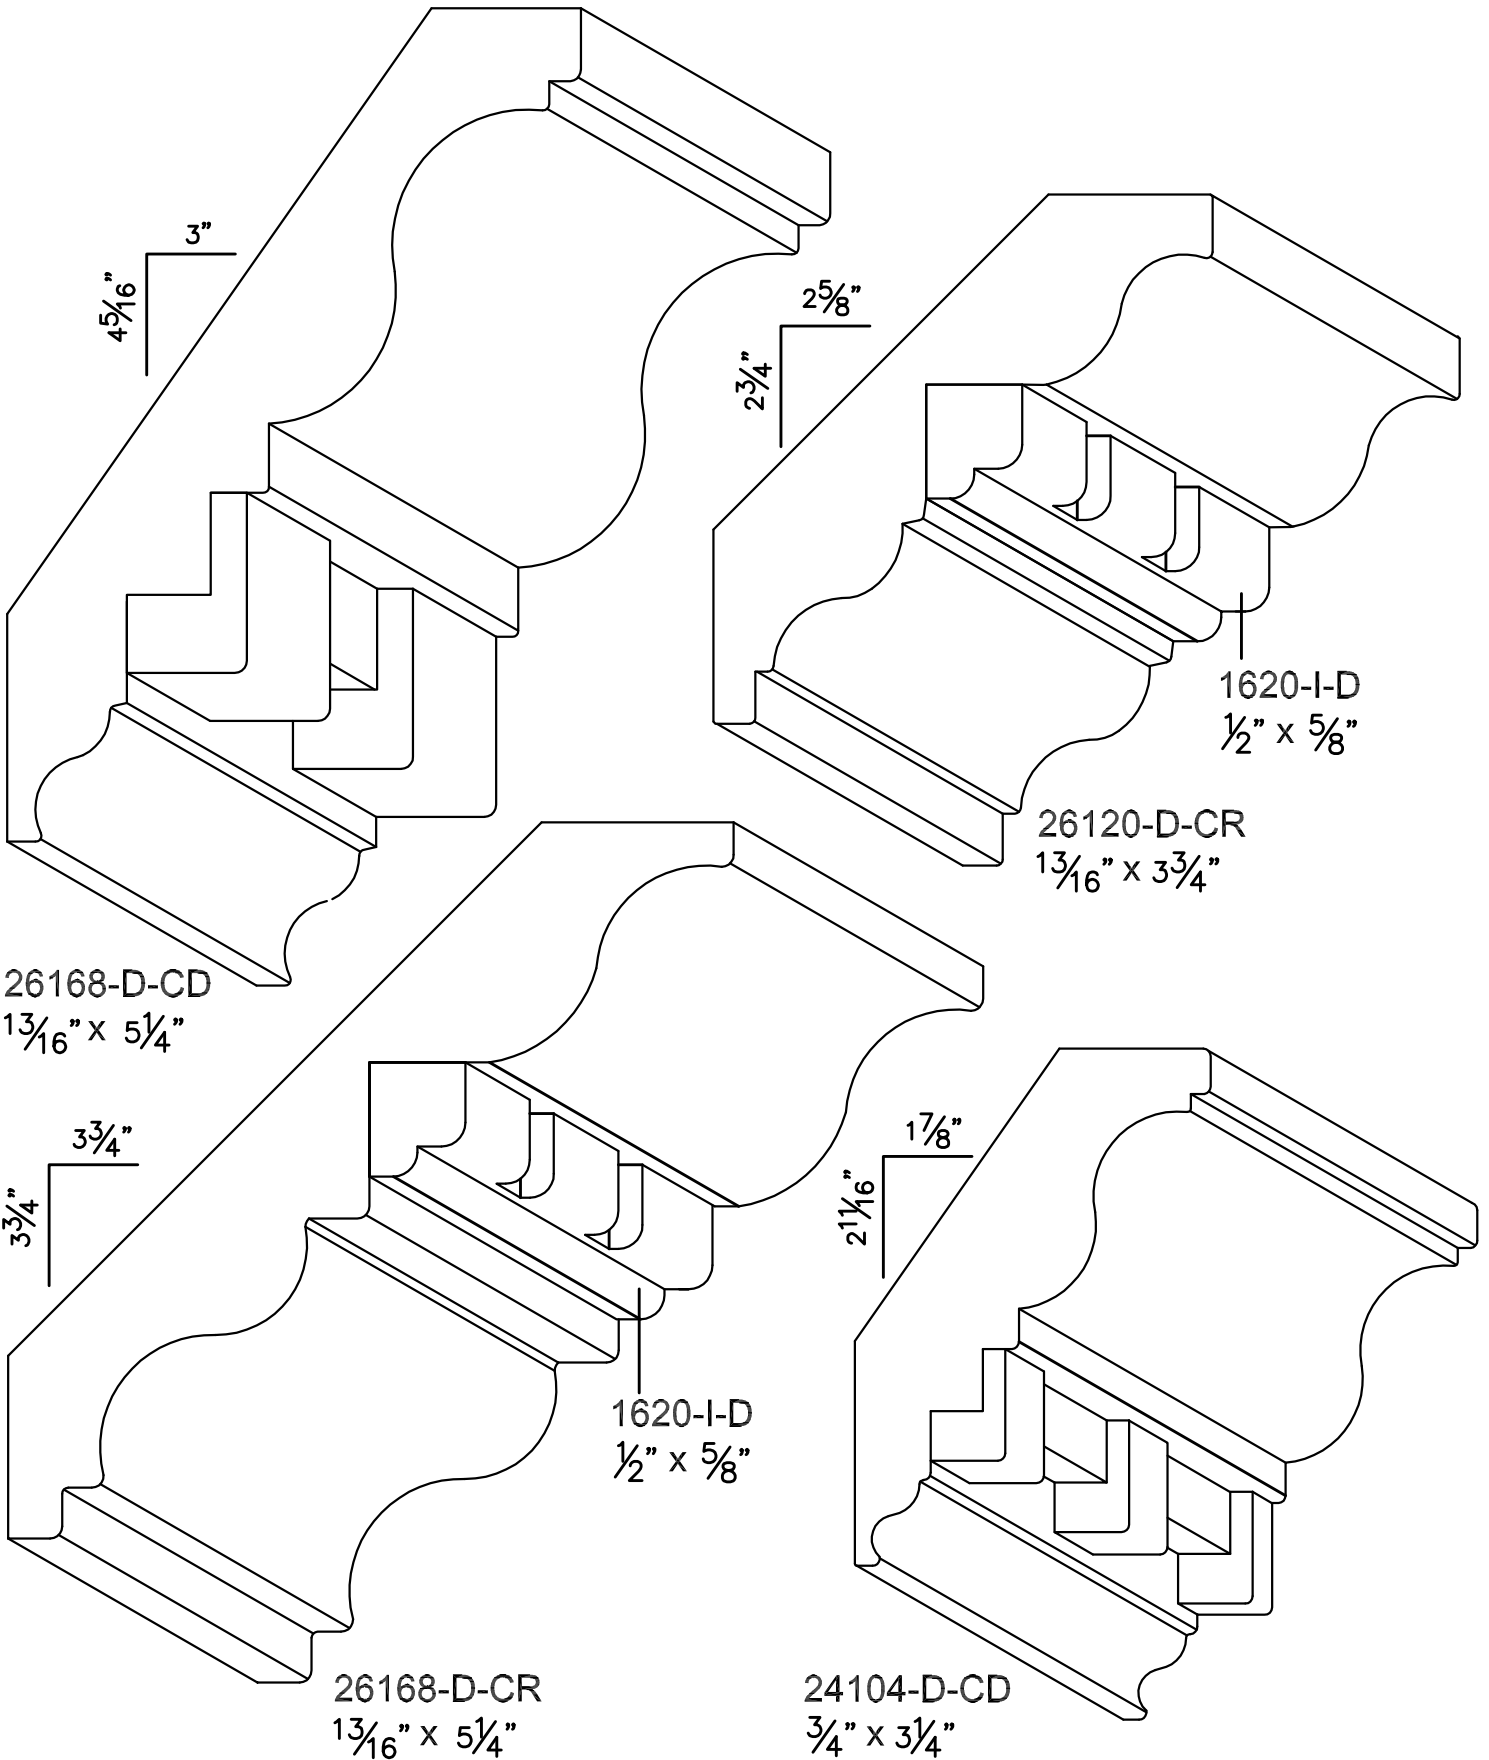 3"
4 5/16"
26168-D-CD
13/16" x 5 1/4"
2 5/8"
2 3/4"
1620-I-D
1/2" x 5/8"
26120-D-CR
13/16" x 3 3/4"
3 3/4"
3 3/4"
1620-I-D
1/2" x 5/8"
26168-D-CR
13/16" x 5 1/4"
1 7/8"
2 11/16"
24104-D-CD
3/4" x 3 1/4"